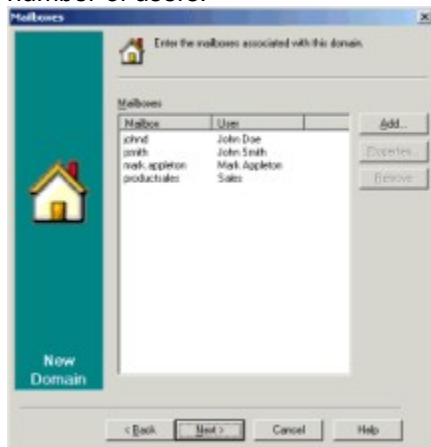 number of users.
Mailboxes
Enter the mailboxes associated with this domain.
Mailboxes
Mailbox User
johnd John Doe
jsmith John Smith
mark.appleton Mark Appleton
productsales Sales
Add...
Properties...
Remove
New
Domain
< Back Next > Cancel Help